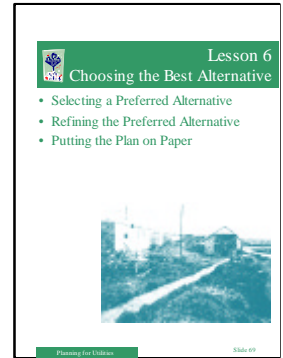 Lesson 6
Choosing the Best Alternative
• Selecting a Preferred Alternative
• Refining the Preferred Alternative
• Putting the Plan on Paper
Planning for Utilities
Slide 69